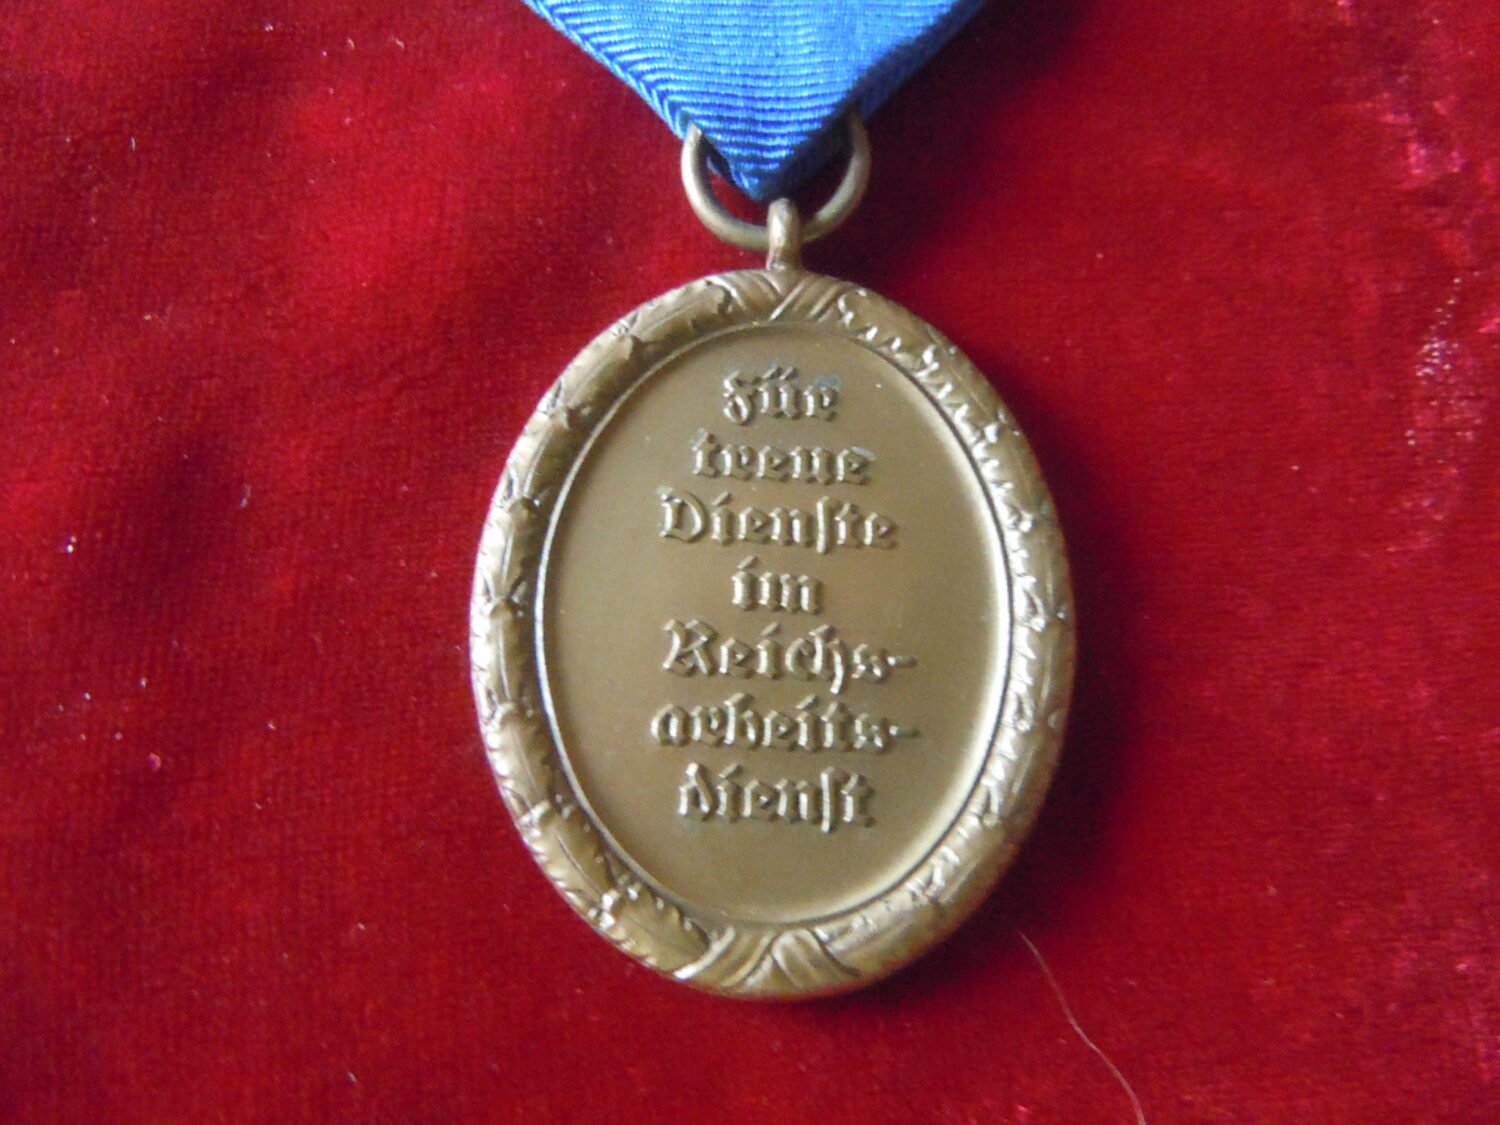 Für
treue
Dienste
im
Reichs-
arbeits-
dienst